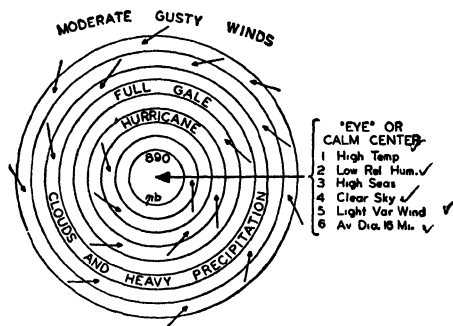 MODERATE GUSTY WINDS
FULL GALE
HURRICANE
890
mb
CLOUDS AND HEAVY PRECIPITATION
"EYE" OR
CALM CENTER
1 High Temp
2 Low Rel Hum.
3 High Seas
4 Clear Sky
5 Light Var Wind
6 Av Dia. 16 Mi.